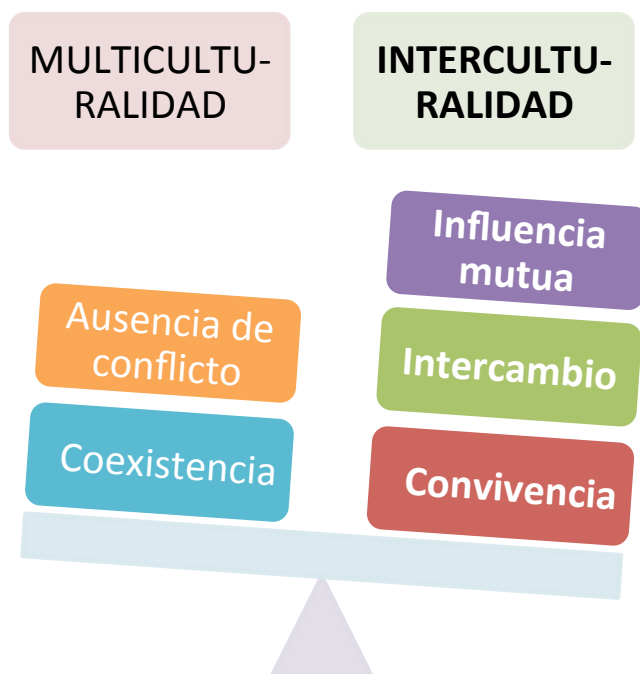 MULTICULTU-
RALIDAD
INTERCULTU-
RALIDAD
Influencia
mutua
Ausencia de
conflicto
Intercambio
Coexistencia
Convivencia